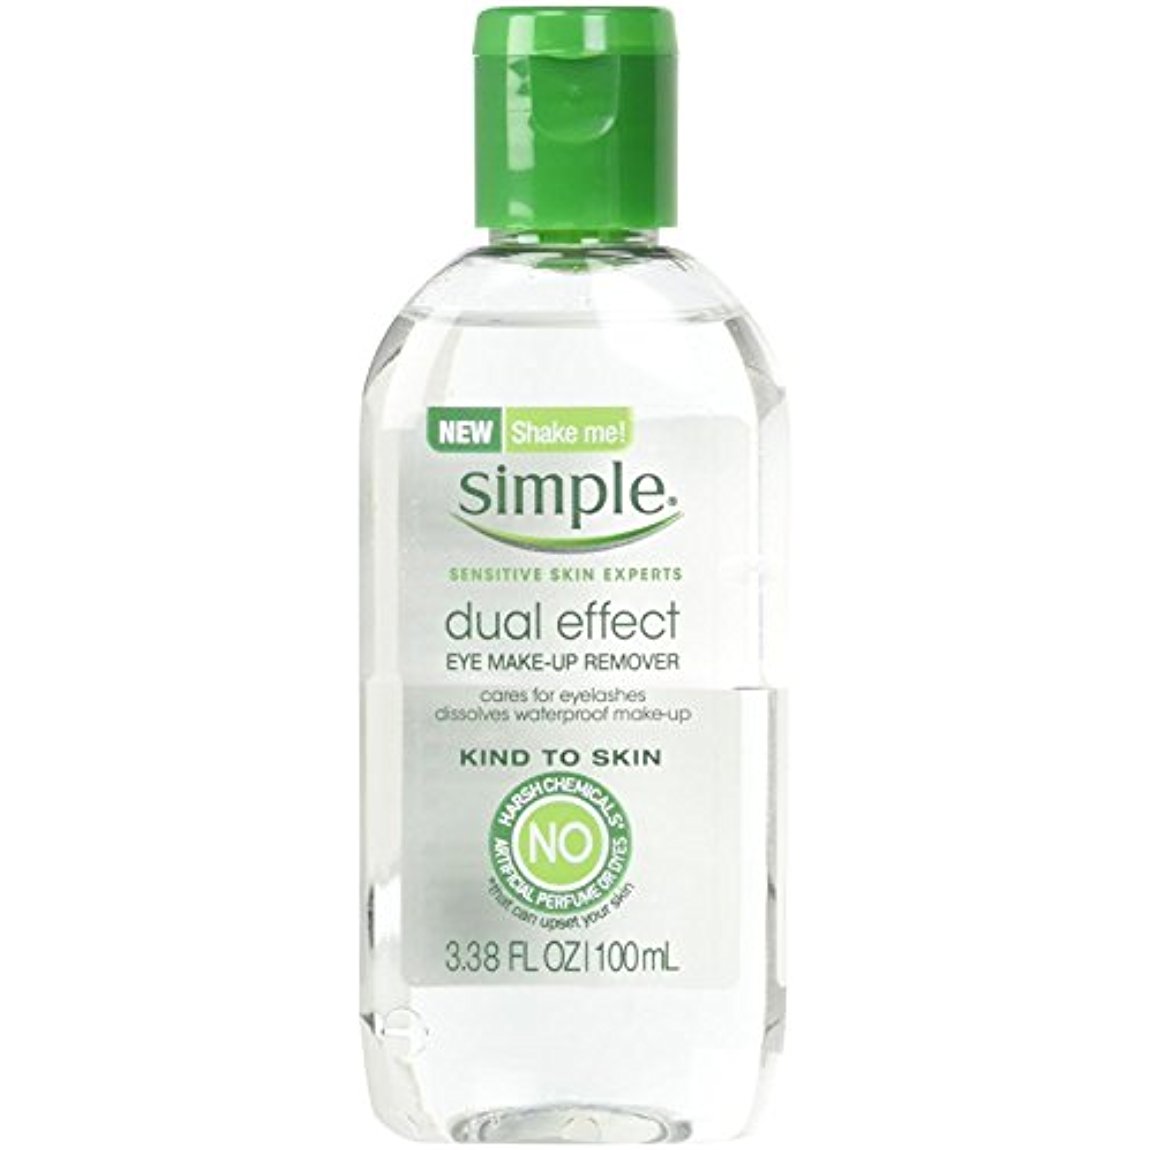 NEW Shake me!
simple®
SENSITIVE SKIN EXPERTS
dual effect
EYE MAKE-UP REMOVER
cares for eyelashes
dissolves waterproof make-up
KIND TO SKIN
HARSH CHEMICALS*
NO
ARTIFICIAL PERFUME OR DYES
*that can upset your skin
3.38 FL OZ|100mL